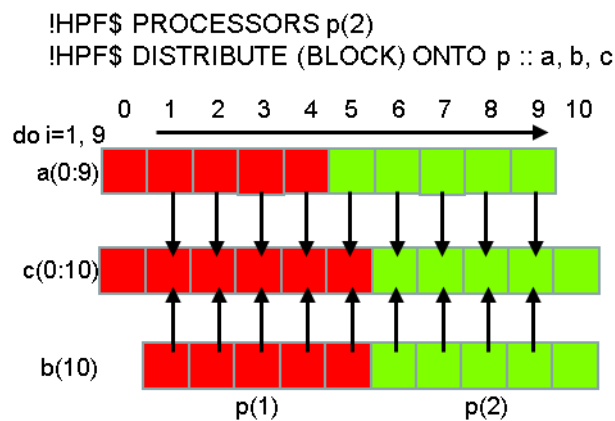 !HPF$ PROCESSORS p(2)
!HPF$ DISTRIBUTE (BLOCK) ONTO p :: a, b, c
0 1 2 3 4 5 6 7 8 9 10
do i=1, 9
a(0:9)
c(0:10)
b(10)
p(1) p(2)